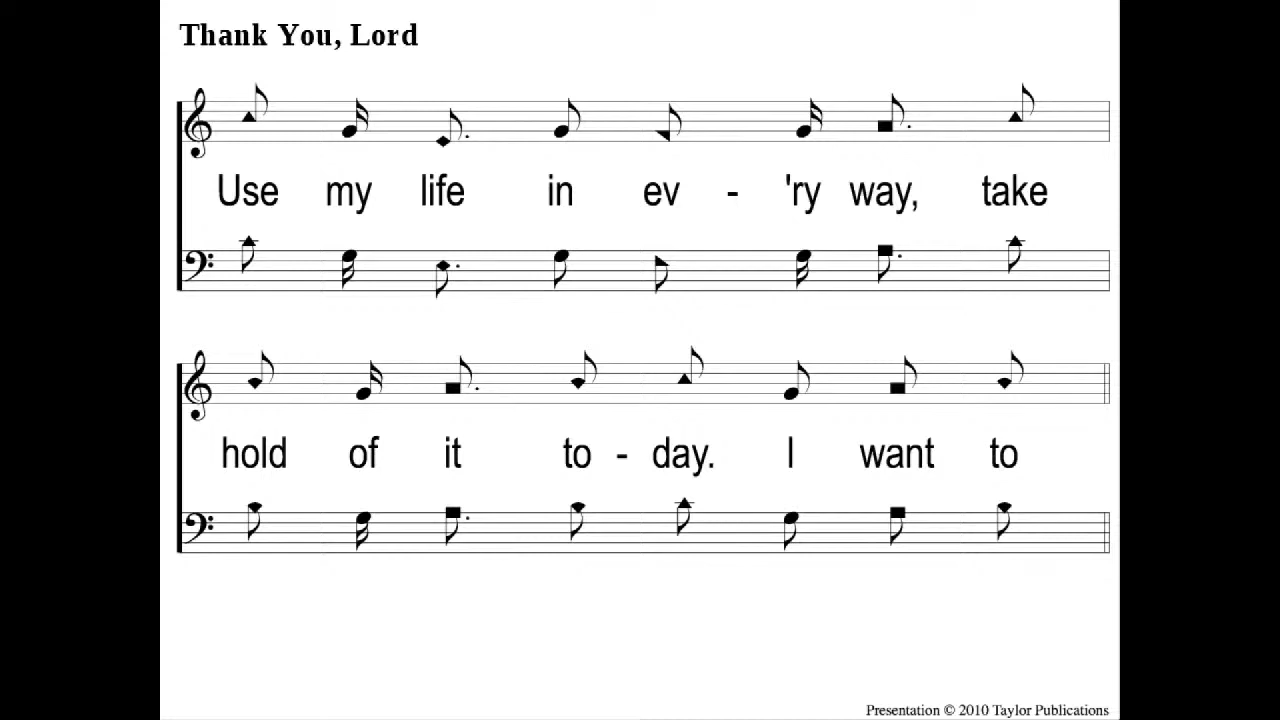 Thank You, Lord
Use my life in ev - 'ry way, take
hold of it to - day. I want to
Presentation © 2010 Taylor Publications